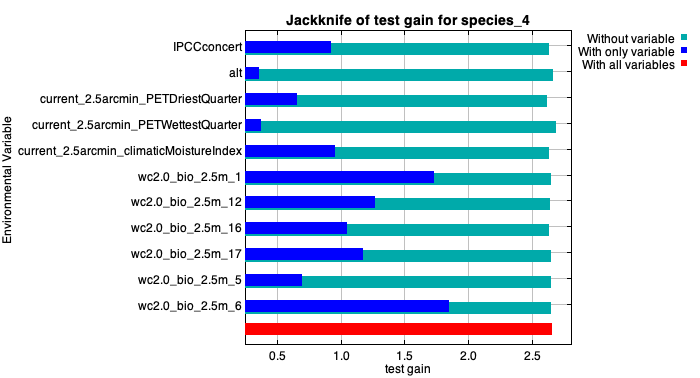 Jackknife of test gain for species_4
Without variable
With only variable
With all variables
Environmental Variable
IPCCconcert
alt
current_2.5arcmin_PETDriestQuarter
current_2.5arcmin_PETWettestQuarter
current_2.5arcmin_climaticMoistureIndex
wc2.0_bio_2.5m_1
wc2.0_bio_2.5m_12
wc2.0_bio_2.5m_16
wc2.0_bio_2.5m_17
wc2.0_bio_2.5m_5
wc2.0_bio_2.5m_6
0.5 1.0 1.5 2.0 2.5
test gain